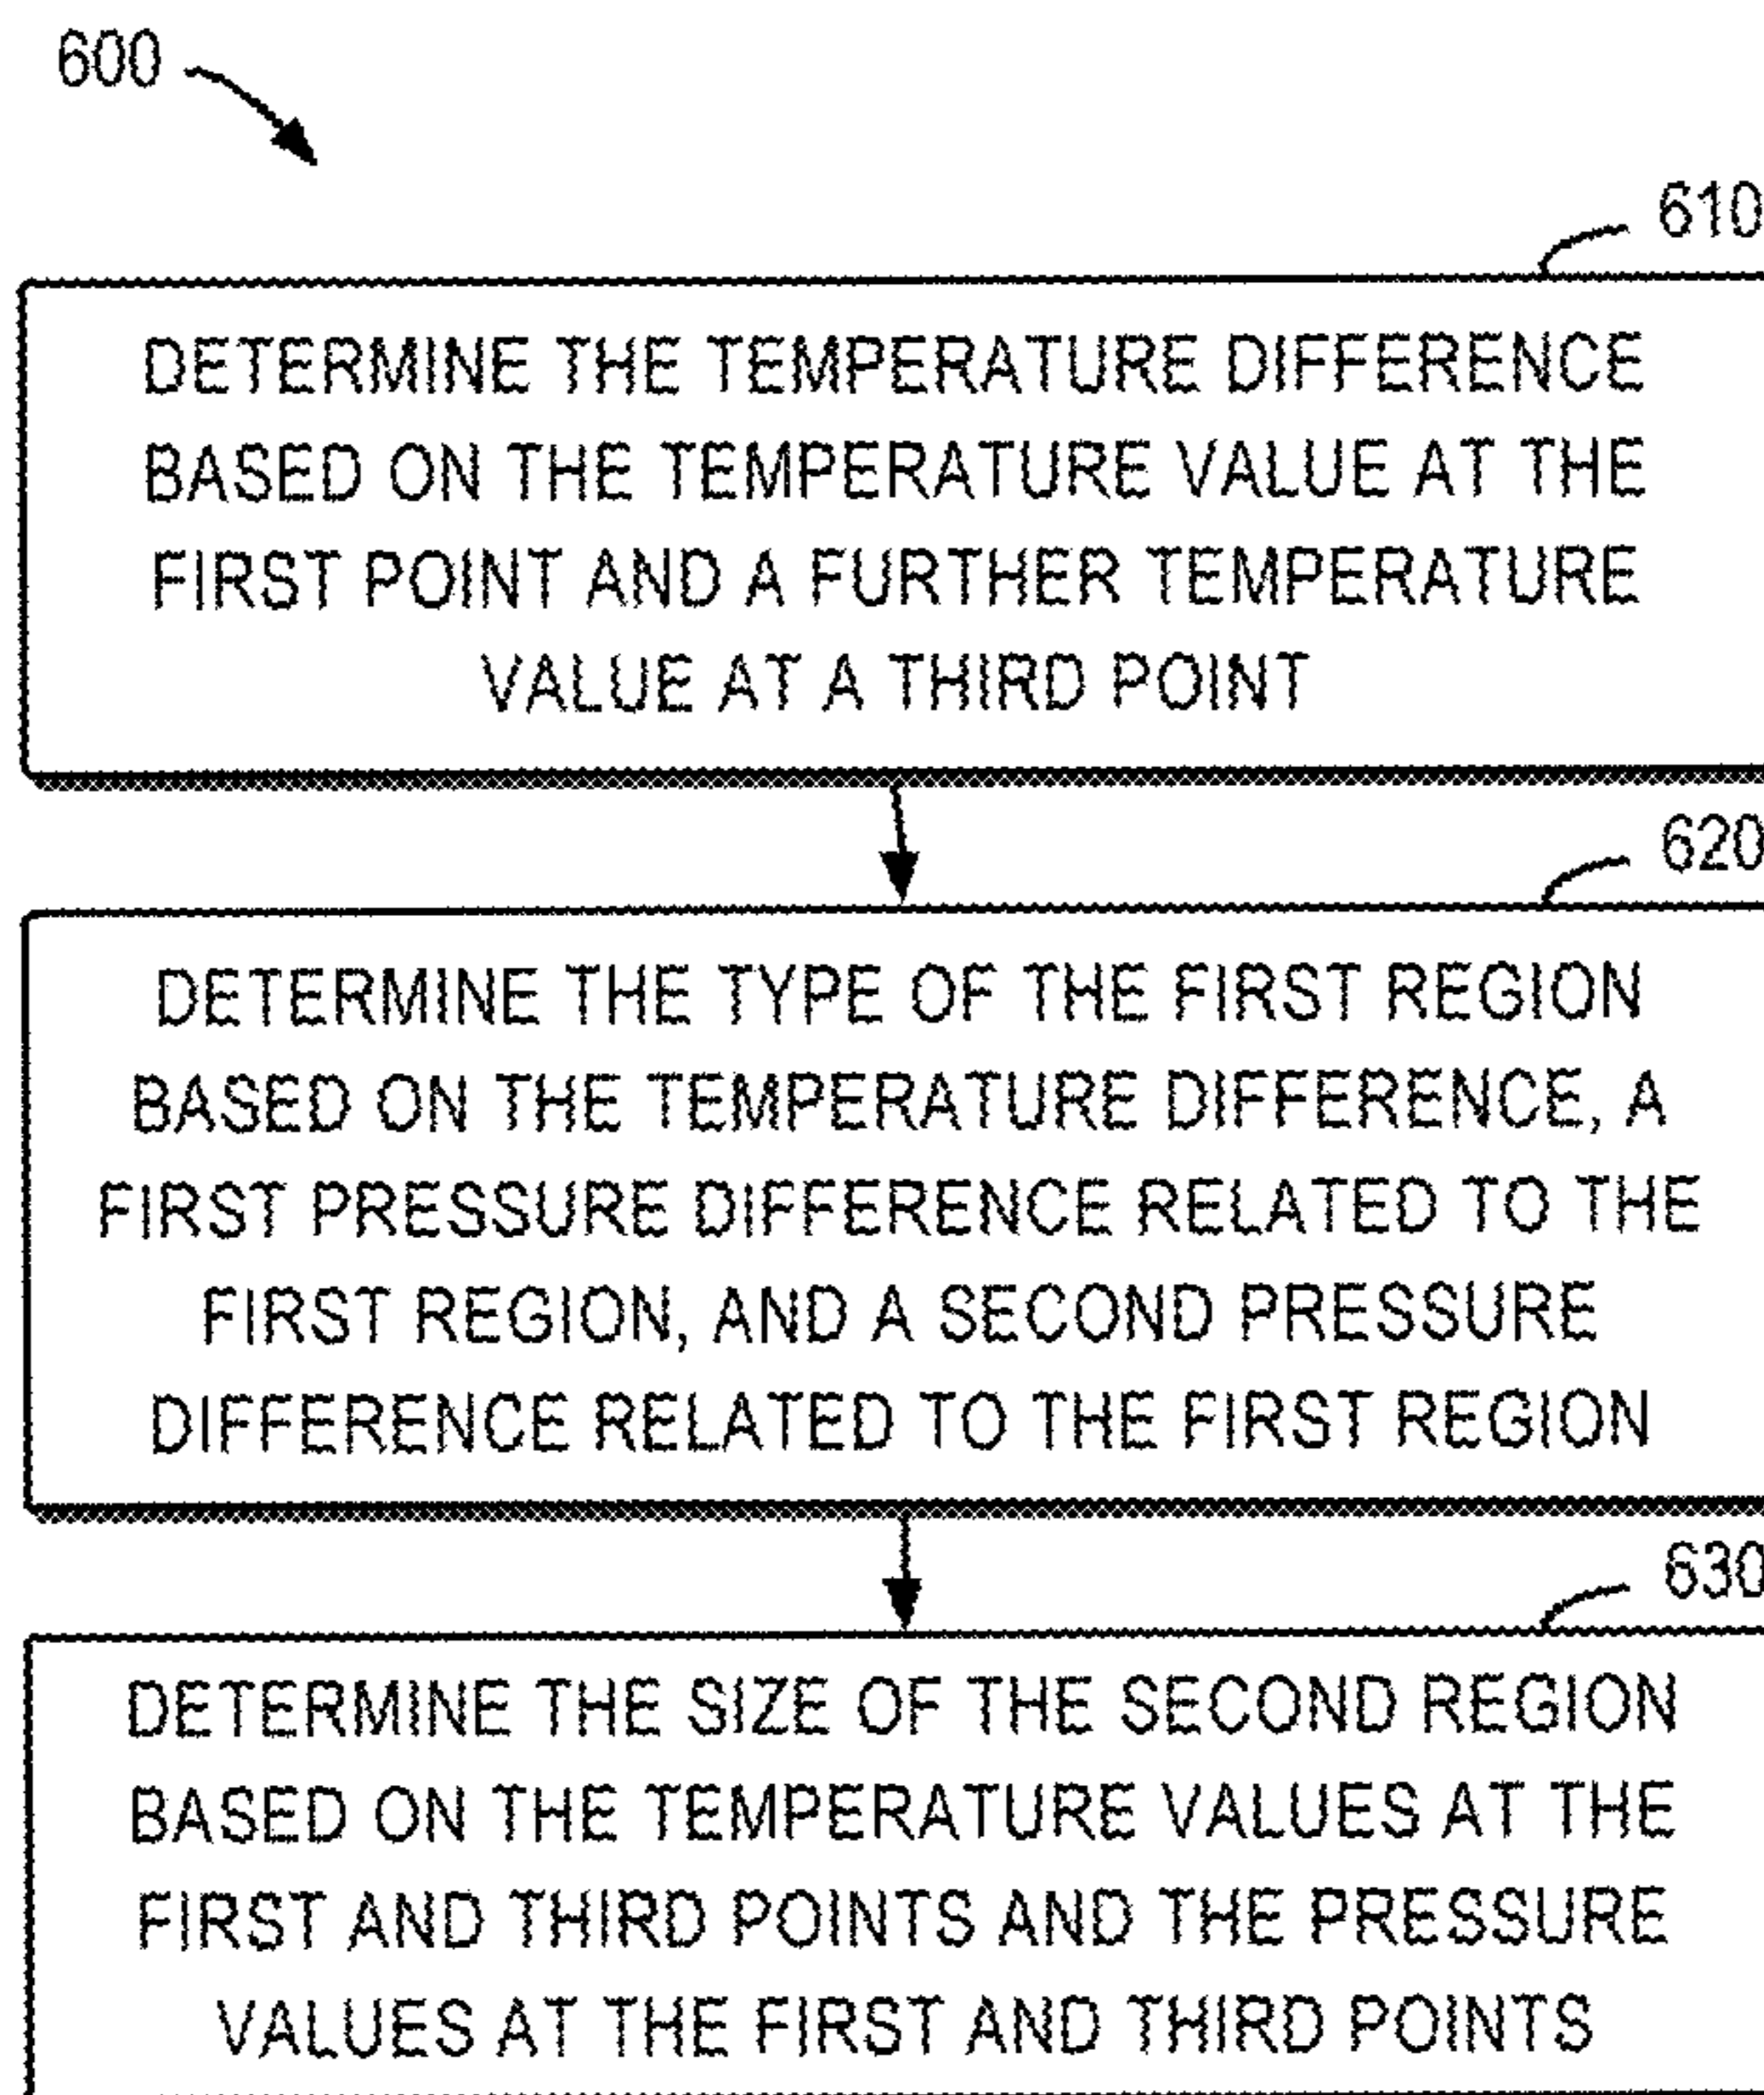 600
610
DETERMINE THE TEMPERATURE DIFFERENCE
BASED ON THE TEMPERATURE VALUE AT THE
FIRST POINT AND A FURTHER TEMPERATURE
VALUE AT A THIRD POINT
620
DETERMINE THE TYPE OF THE FIRST REGION
BASED ON THE TEMPERATURE DIFFERENCE, A
FIRST PRESSURE DIFFERENCE RELATED TO THE
FIRST REGION, AND A SECOND PRESSURE
DIFFERENCE RELATED TO THE FIRST REGION
630
DETERMINE THE SIZE OF THE SECOND REGION
BASED ON THE TEMPERATURE VALUES AT THE
FIRST AND THIRD POINTS AND THE PRESSURE
VALUES AT THE FIRST AND THIRD POINTS